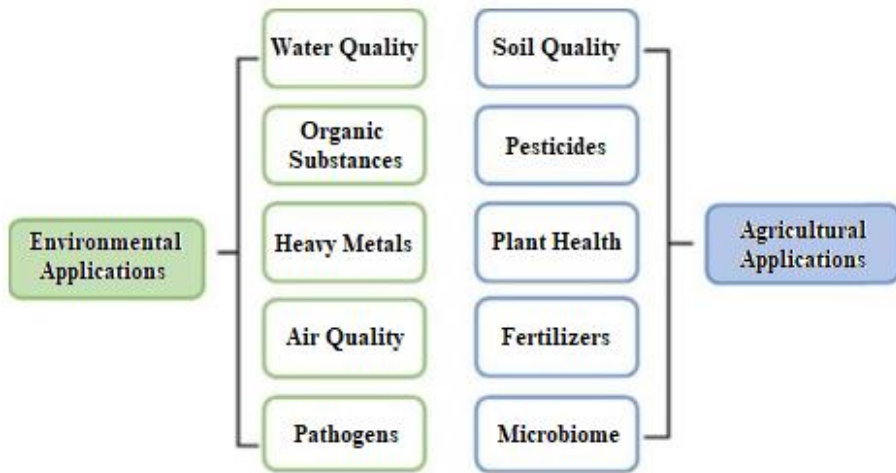 Environmental
Applications
Water Quality
Organic
Substances
Heavy Metals
Air Quality
Pathogens
Soil Quality
Pesticides
Plant Health
Fertilizers
Microbiome
Agricultural
Applications